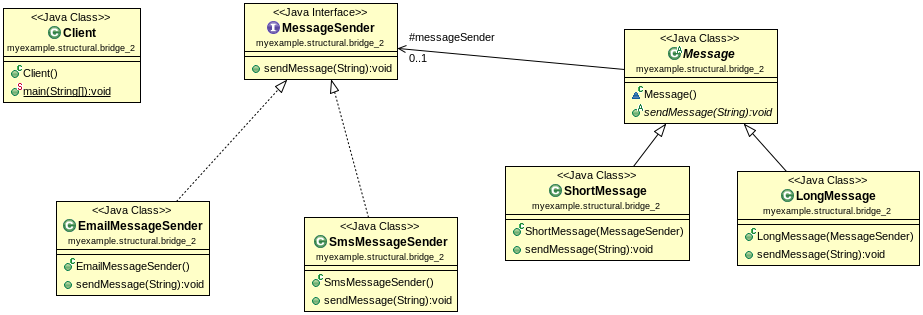 <<Java Class>>
Client
myexample.structural.bridge_2
Client()
main(String[]):void
<<Java Interface>>
MessageSender
myexample.structural.bridge_2
sendMessage(String):void
#messageSender
0..1
<<Java Class>>
Message
myexample.structural.bridge_2
Message()
sendMessage(String):void
<<Java Class>>
EmailMessageSender
myexample.structural.bridge_2
EmailMessageSender()
sendMessage(String):void
<<Java Class>>
SmsMessageSender
myexample.structural.bridge_2
SmsMessageSender()
sendMessage(String):void
<<Java Class>>
ShortMessage
myexample.structural.bridge_2
ShortMessage(MessageSender)
sendMessage(String):void
<<Java Class>>
LongMessage
myexample.structural.bridge_2
LongMessage(MessageSender)
sendMessage(String):void